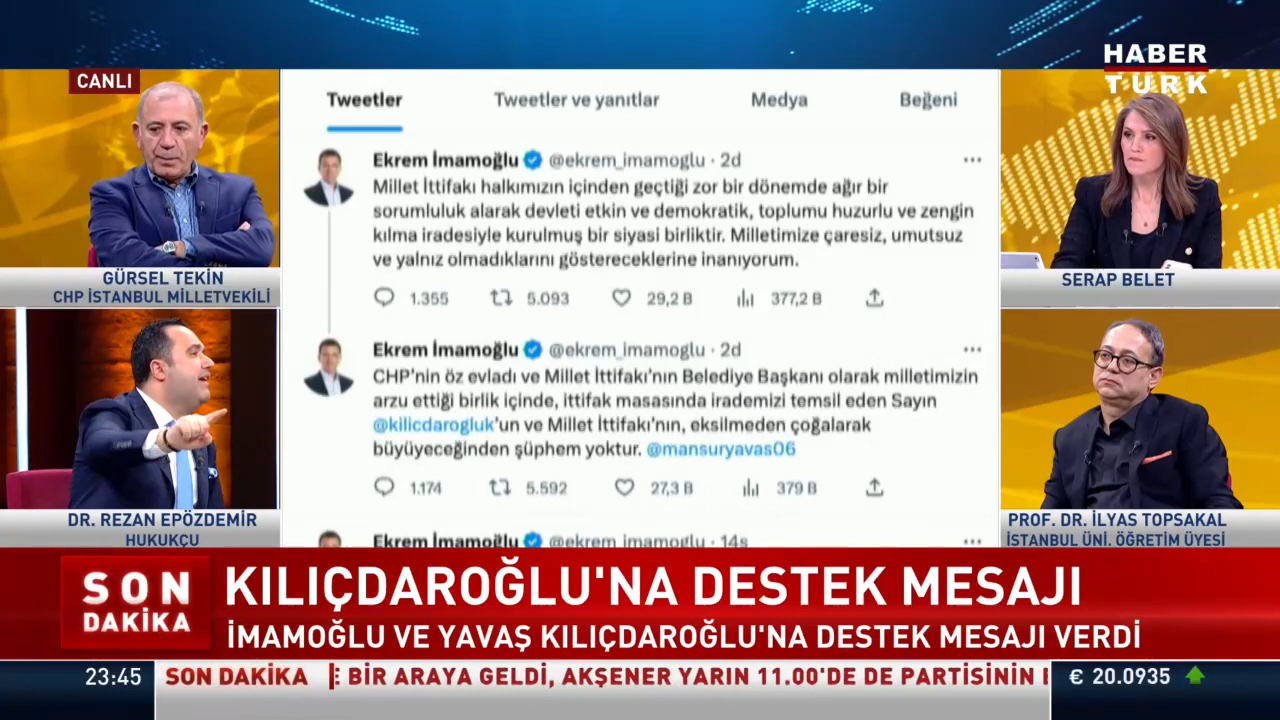 HABER
TÜRK
CANLI
Tweetler
Tweetler ve yanıtlar
Medya
Beğeni
Ekrem İmamoğlu @ekrem_imamoglu · 2d
Millet İttifakı halkımızın içinden geçtiği zor bir dönemde ağır bir
sorumluluk alarak devleti etkin ve demokratik, toplumu huzurlu ve zengin
kılma iradesiyle kurulmuş bir siyasi birliktir. Milletimize çaresiz, umutsuz
ve yalnız olmadıklarını göstereceklerine inanıyorum.
1.355 5.093 29,2 B 377,2 B
Ekrem İmamoğlu @ekrem_imamoglu · 2d
CHP'nin öz evladı ve Millet İttifakı'nın Belediye Başkanı olarak milletimizin
arzu ettiği birlik içinde, ittifak masasında irademizi temsil eden Sayın
@kilicdarogluk'un ve Millet İttifakı'nın, eksilmeden çoğalarak
büyüyeceğinden şüphem yoktur. @mansuryavas06
1.174 5.592 27,3 B 379 B
Ekrem İmamoğlu @ekrem_imamoglu · 14s
GÜRSEL TEKİN
CHP İSTANBUL MİLLETVEKİLİ
SERAP BELET
DR. REZAN EPÖZDEMİR
HUKUKÇU
PROF. DR. İLYAS TOPSAKAL
İSTANBUL ÜNİ. ÖĞRETİM ÜYESİ
SON
DAKİKA
KILIÇDAROĞLU'NA DESTEK MESAJI
İMAMOĞLU VE YAVAŞ KILIÇDAROĞLU'NA DESTEK MESAJI VERDİ
23:45
SON DAKİKA
BİR ARAYA GELDİ, AKŞENER YARIN 11.00'DE DE PARTİSİNİN
€ 20.0935